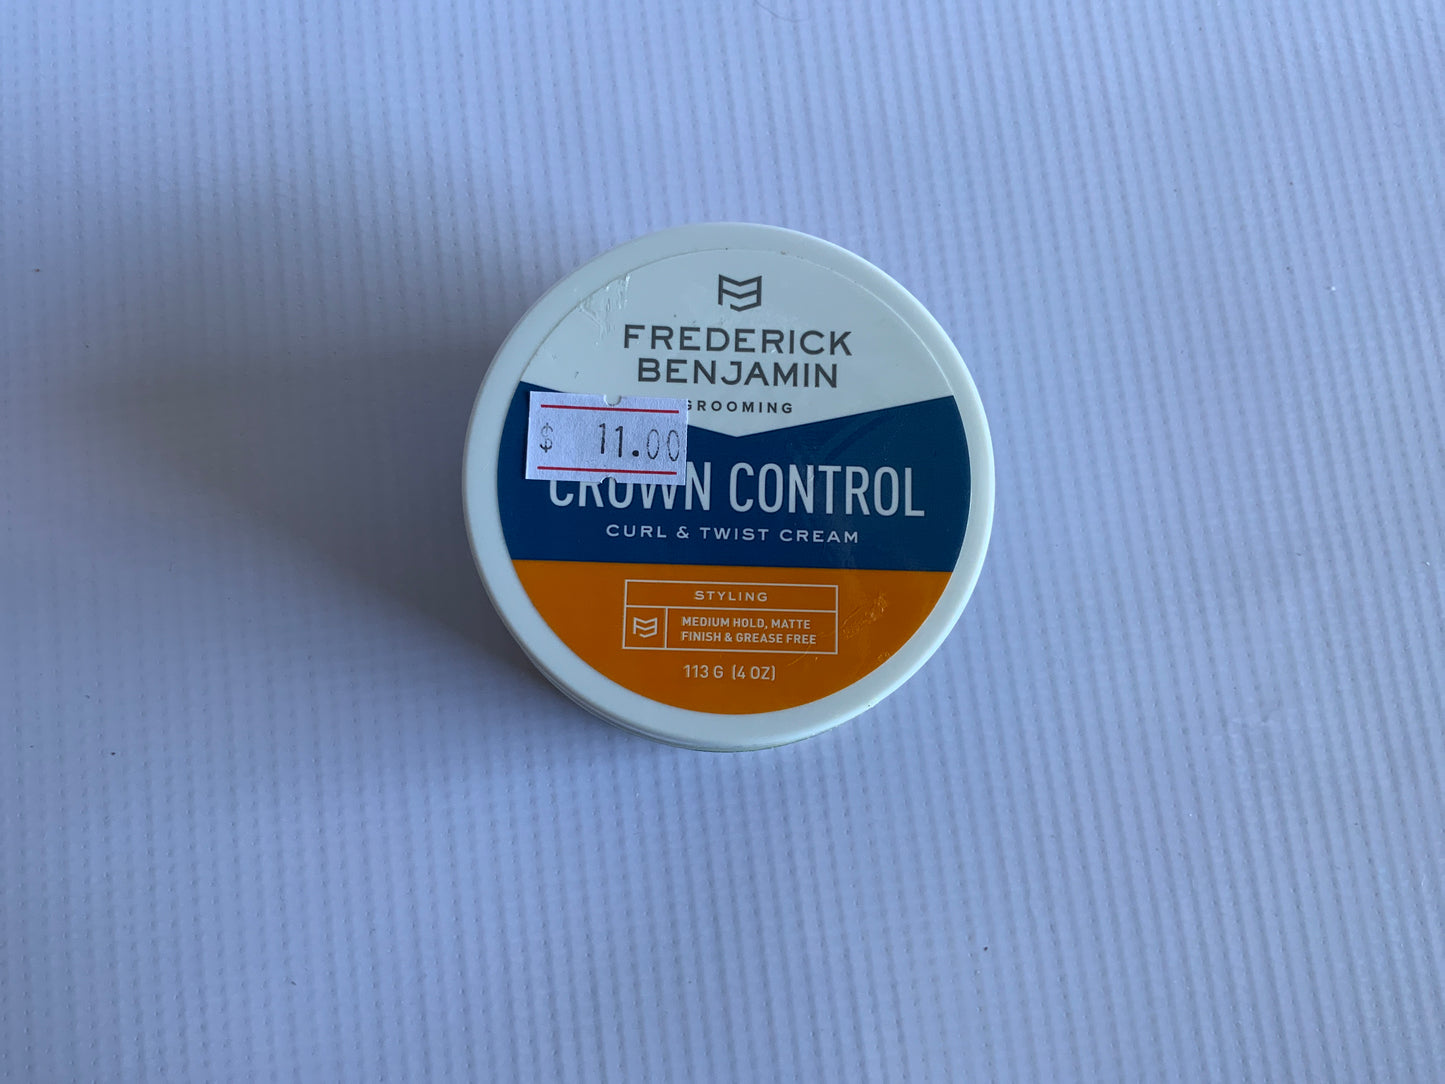 FREDERICK
BENJAMIN
GROOMING
$ 11.00
CROWN CONTROL
CURL & TWIST CREAM
STYLING
MEDIUM HOLD, MATTE
FINISH & GREASE FREE
113 G (4 OZ)